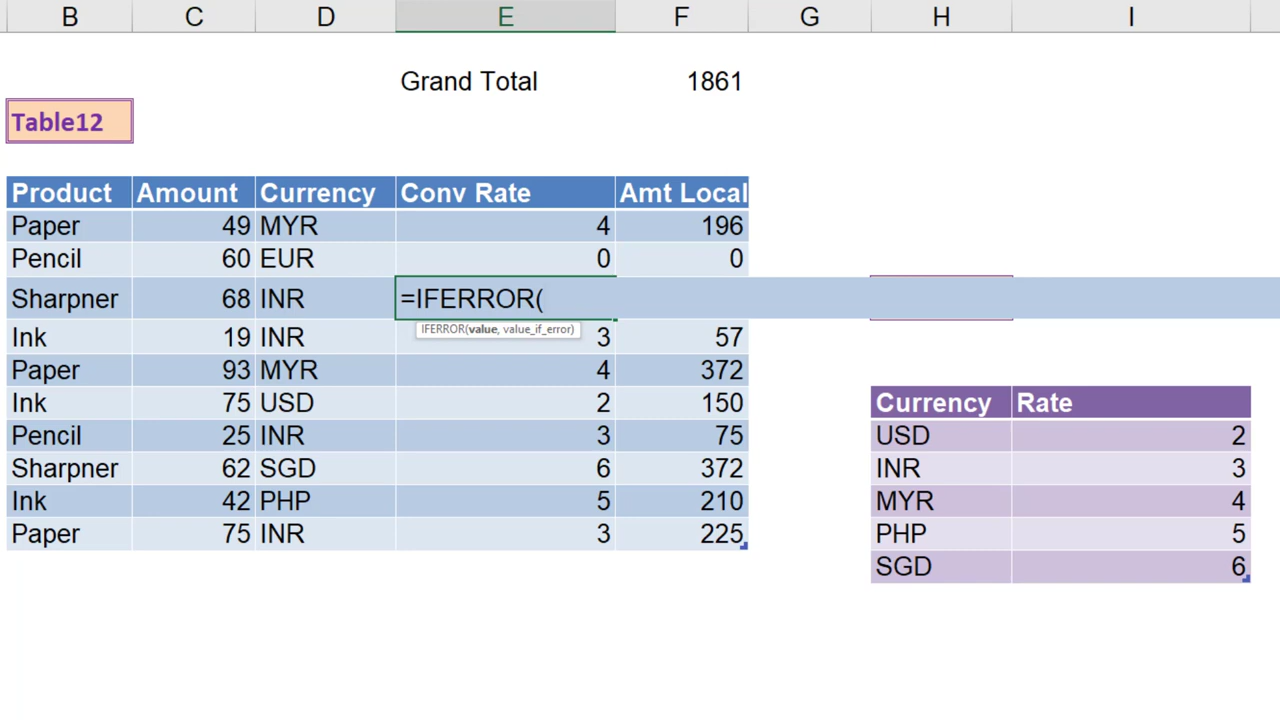 B C D E F G H I
Grand Total 1861
Table12
Product Amount Currency Conv Rate Amt Local
Paper 49 MYR 4 196
Pencil 60 EUR 0 0
Sharpner 68 INR =IFERROR(
IFERROR(value, value_if_error)
Ink 19 INR 3 57
Paper 93 MYR 4 372
Ink 75 USD 2 150
Pencil 25 INR 3 75
Sharpner 62 SGD 6 372
Ink 42 PHP 5 210
Paper 75 INR 3 225
Currency Rate
USD 2
INR 3
MYR 4
PHP 5
SGD 6